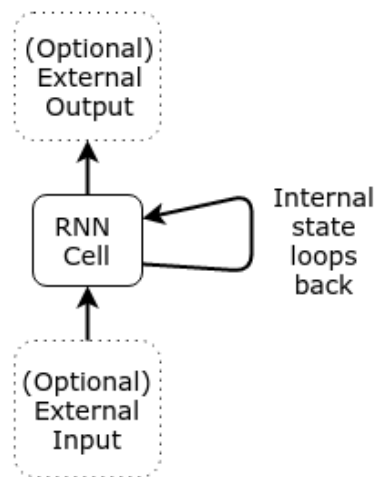 (Optional)
External
Output
RNN
Cell
Internal
state
loops
back
(Optional)
External
Input